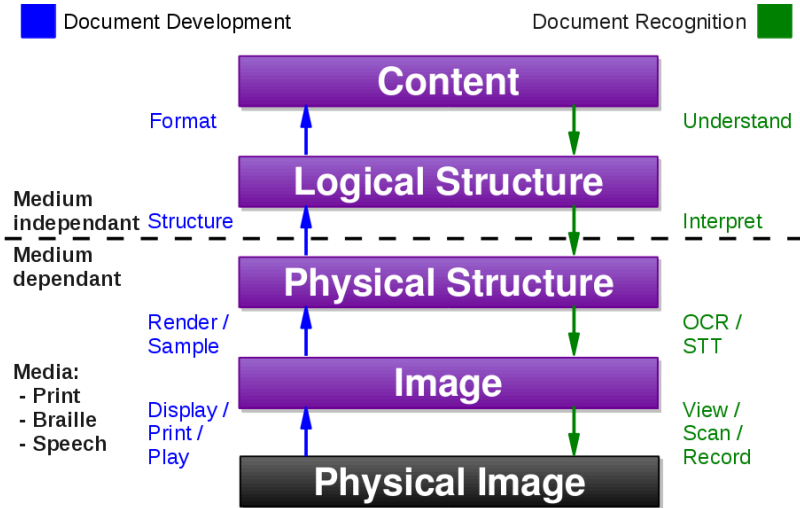 Document Development
Document Recognition
Content
Format
Understand
Logical Structure
Medium
independant
Structure
Interpret
Medium
dependant
Physical Structure
Render /
Sample
OCR /
STT
Image
Media:
- Print
- Braille
- Speech
Display /
Print /
Play
View /
Scan /
Record
Physical Image